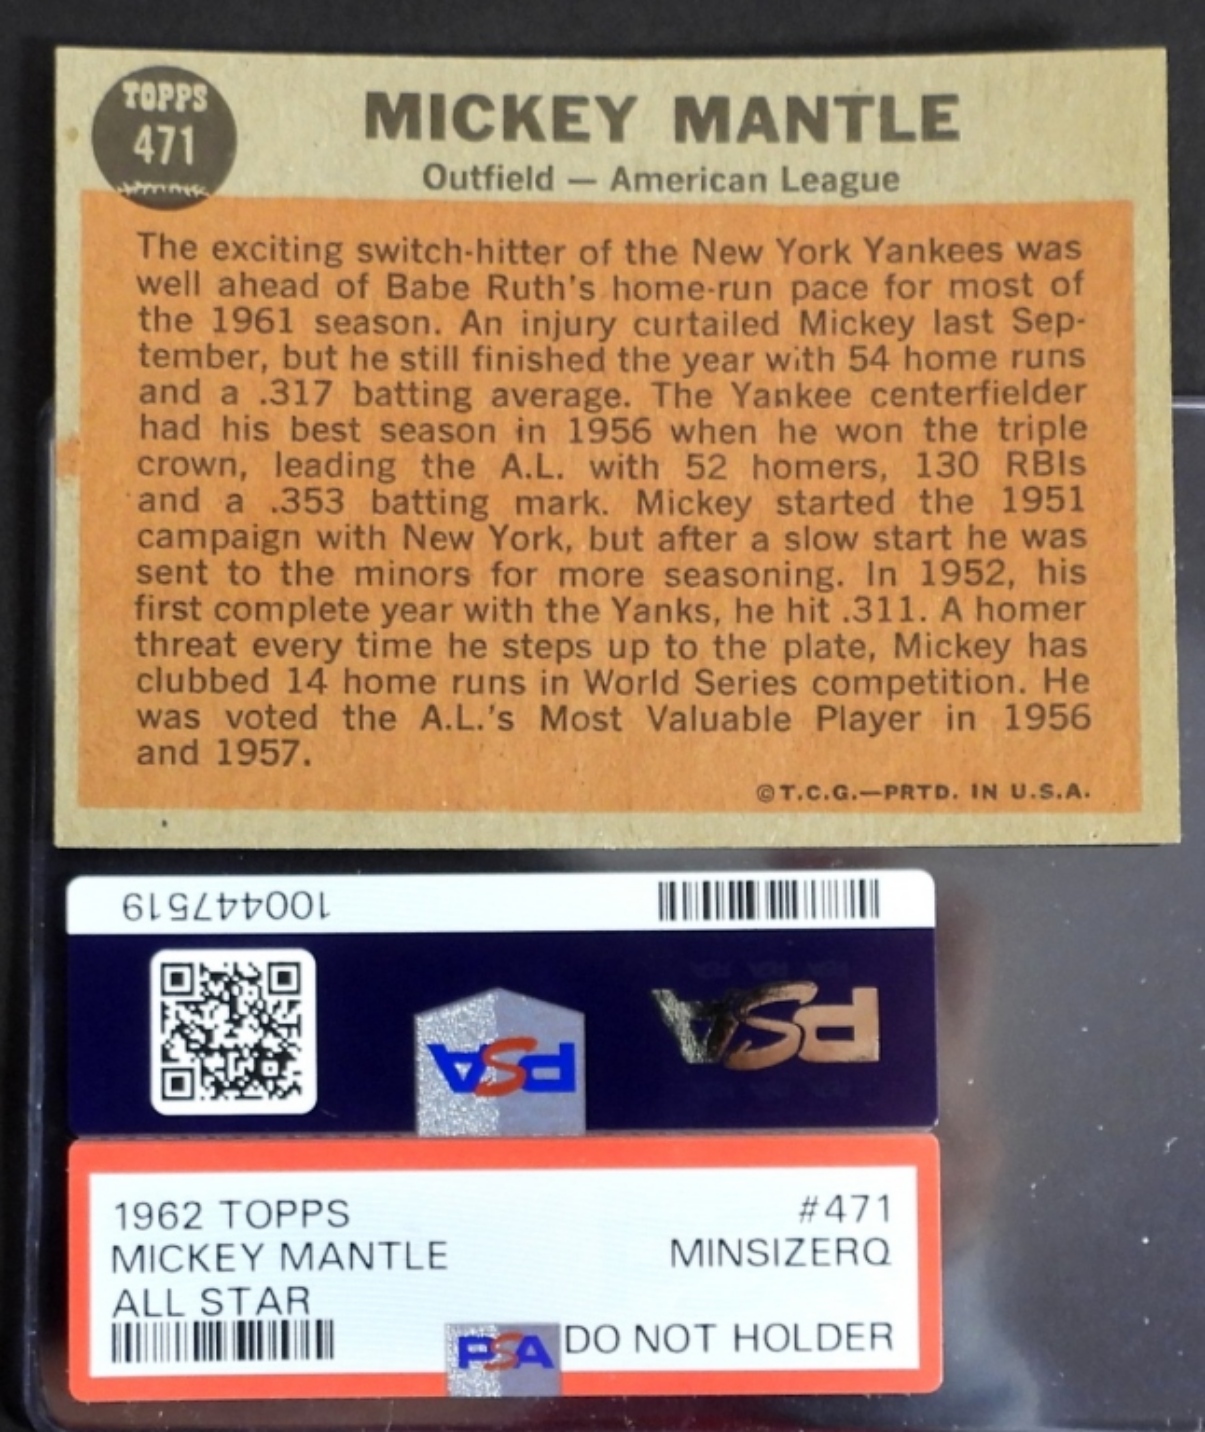 TOPPS
471
MICKEY MANTLE
Outfield — American League
The exciting switch-hitter of the New York Yankees was
well ahead of Babe Ruth's home-run pace for most of
the 1961 season. An injury curtailed Mickey last Sep-
tember, but he still finished the year with 54 home runs
and a .317 batting average. The Yankee centerfielder
had his best season in 1956 when he won the triple
crown, leading the A.L. with 52 homers, 130 RBIs
and a .353 batting mark. Mickey started the 1951
campaign with New York, but after a slow start he was
sent to the minors for more seasoning. In 1952, his
first complete year with the Yanks, he hit .311. A homer
threat every time he steps up to the plate, Mickey has
clubbed 14 home runs in World Series competition. He
was voted the A.L.'s Most Valuable Player in 1956
and 1957.
©T.C.G.—PRTD. IN U.S.A.
100447519
PSA
PSA
1962 TOPPS #471
MICKEY MANTLE MINSIZERQ
ALL STAR
PSA DO NOT HOLDER